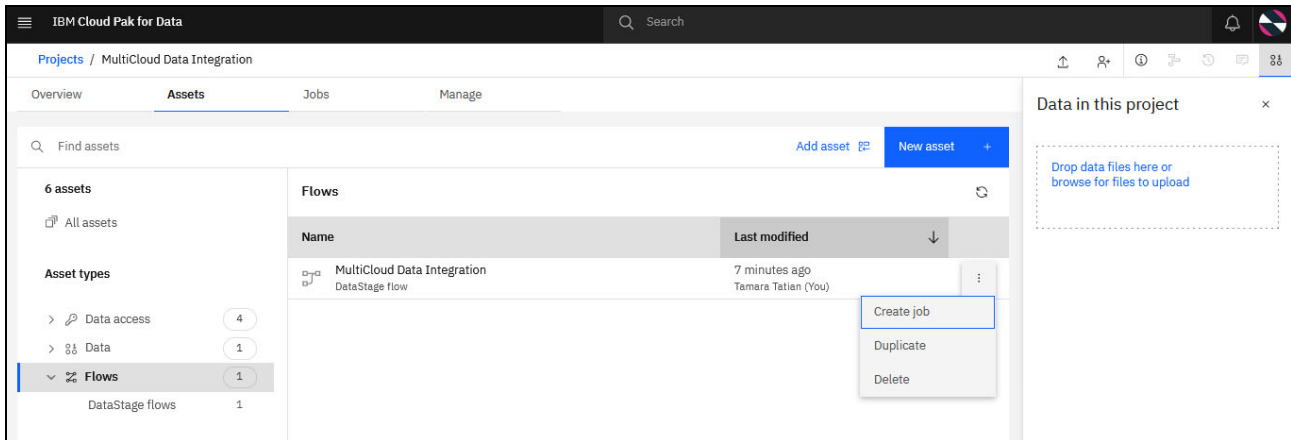 IBM Cloud Pak for Data
Search
Projects / MultiCloud Data Integration
Overview
Assets
Jobs
Manage
Data in this project
Find assets
Add asset
New asset +
Drop data files here or
browse for files to upload
6 assets
All assets
Flows
Name
Last modified
Asset types
MultiCloud Data Integration
DataStage flow
7 minutes ago
Tamara Tatian (You)
Data access 4
Data 1
Flows 1
DataStage flows 1
Create job
Duplicate
Delete